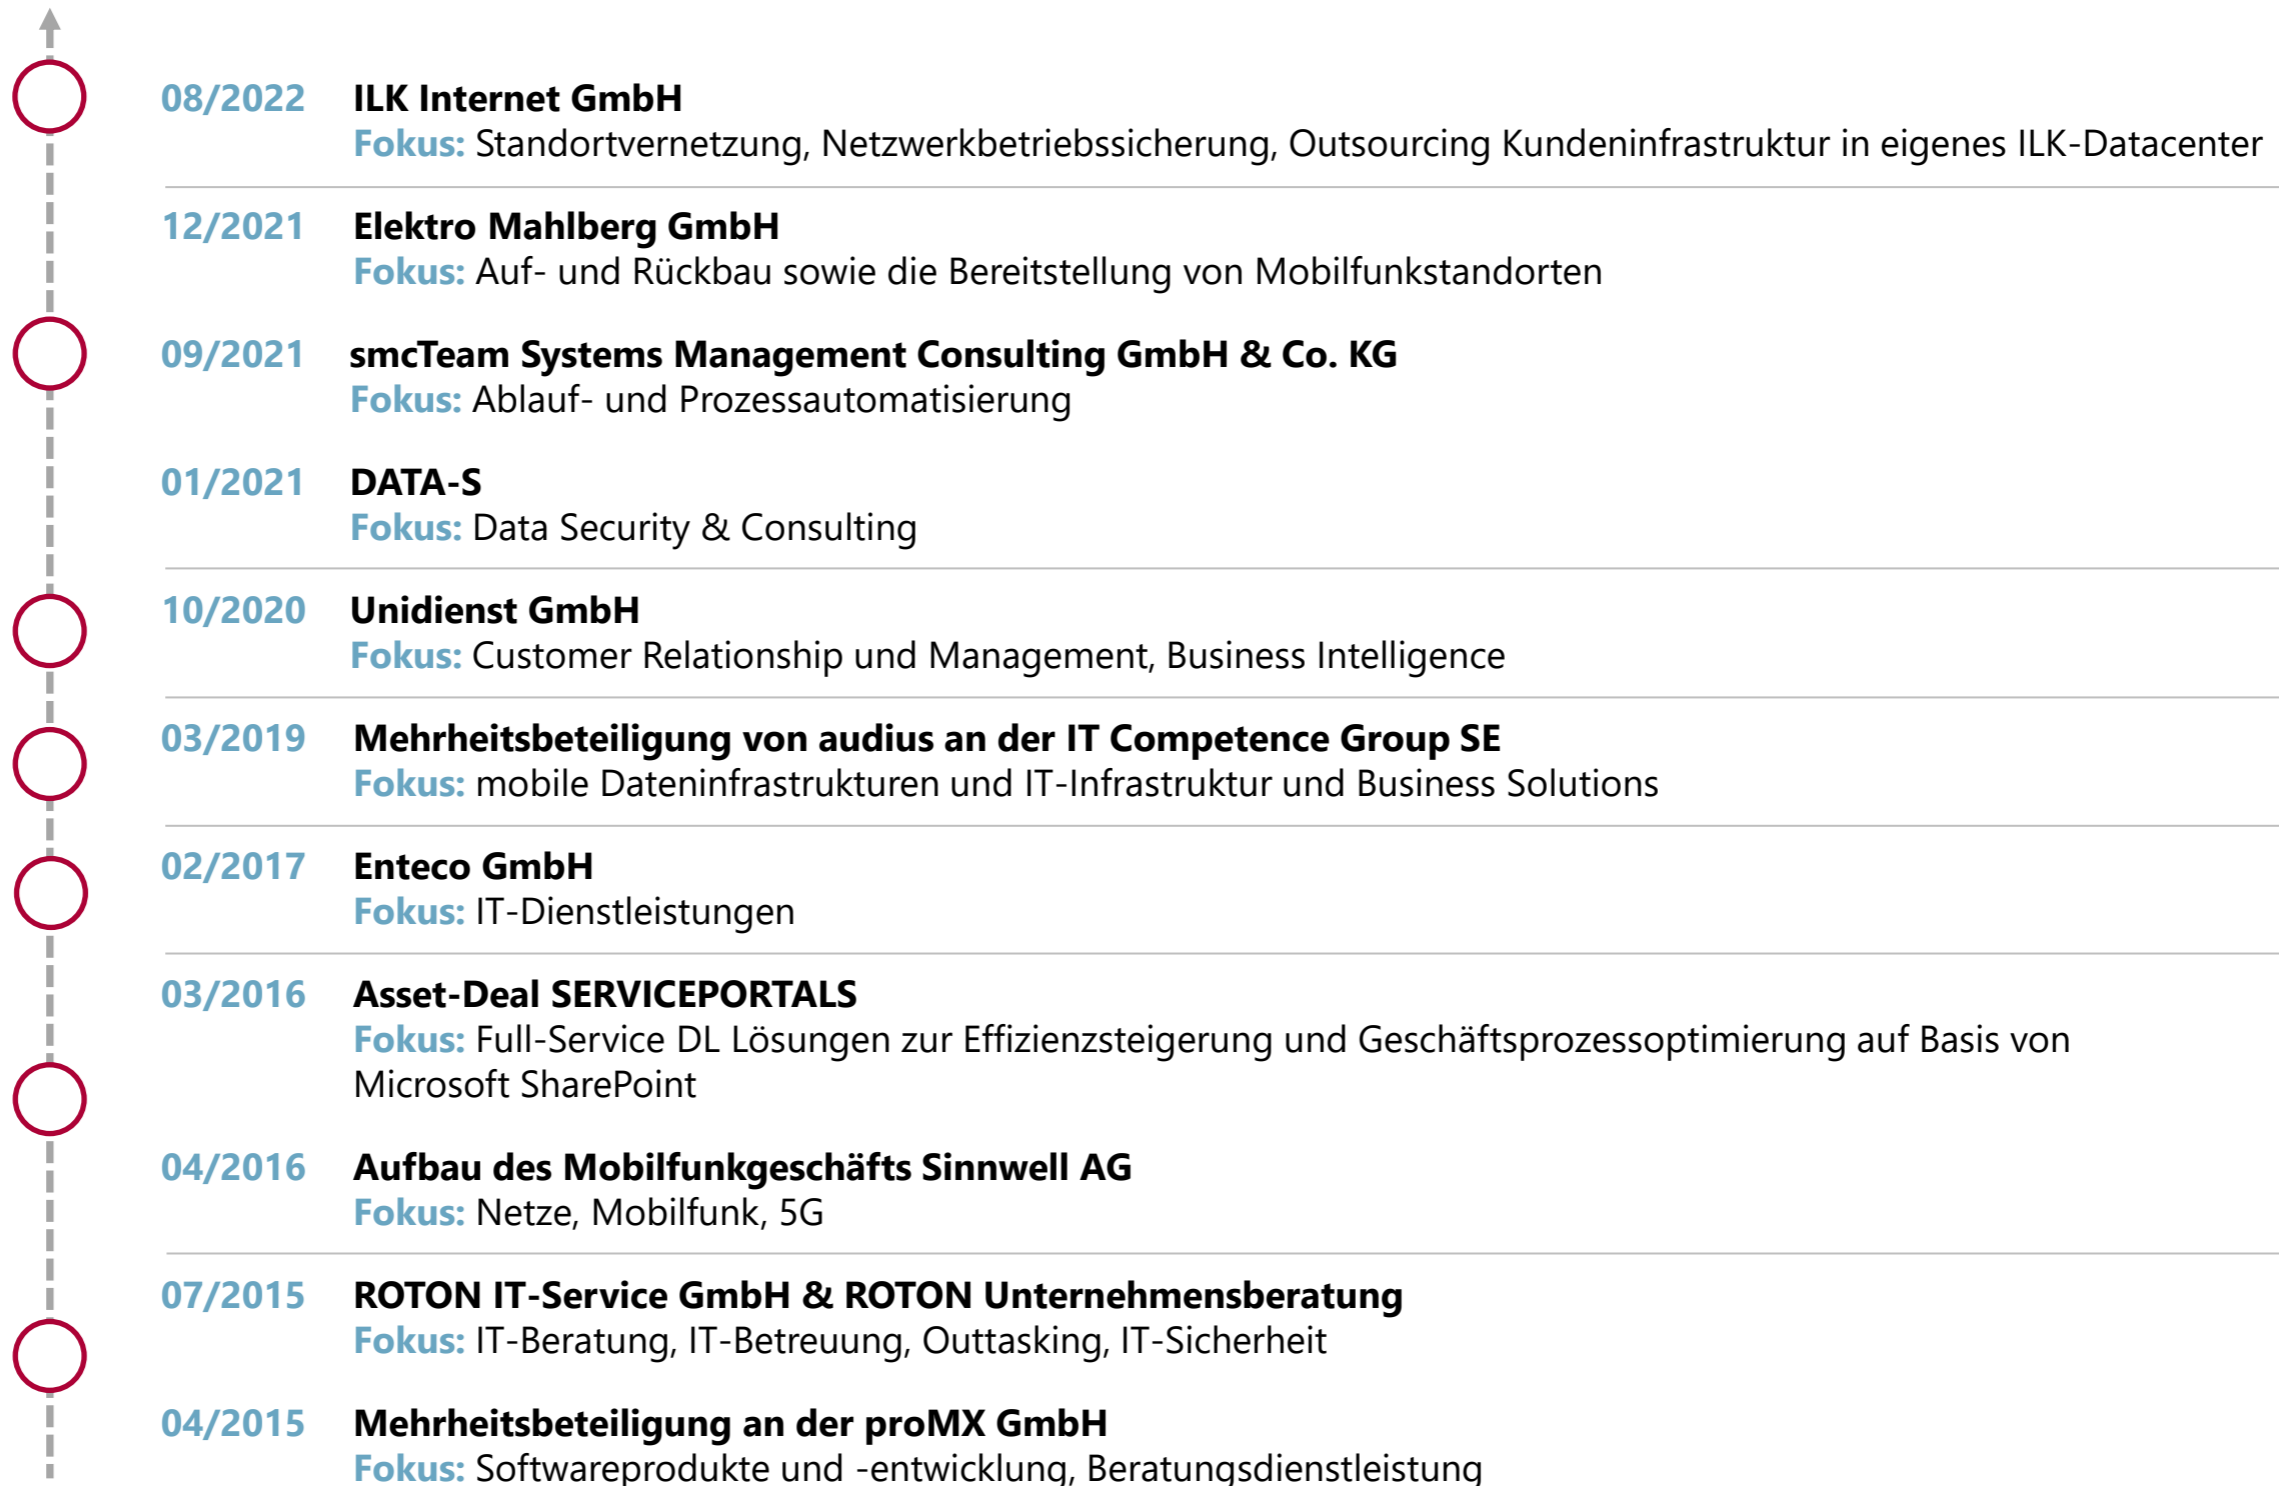 08/2022 ILK Internet GmbH
Fokus: Standortvernetzung, Netzwerkbetriebssicherung, Outsourcing Kundeninfrastruktur in eigenes ILK-Datacenter
12/2021 Elektro Mahlberg GmbH
Fokus: Auf- und Rückbau sowie die Bereitstellung von Mobilfunkstandorten
09/2021 smcTeam Systems Management Consulting GmbH & Co. KG
Fokus: Ablauf- und Prozessautomatisierung
01/2021 DATA-S
Fokus: Data Security & Consulting
10/2020 Unidienst GmbH
Fokus: Customer Relationship und Management, Business Intelligence
03/2019 Mehrheitsbeteiligung von audius an der IT Competence Group SE
Fokus: mobile Dateninfrastrukturen und IT-Infrastruktur und Business Solutions
02/2017 Enteco GmbH
Fokus: IT-Dienstleistungen
03/2016 Asset-Deal SERVICEPORTALS
Fokus: Full-Service DL Lösungen zur Effizienzsteigerung und Geschäftsprozessoptimierung auf Basis von
Microsoft SharePoint
04/2016 Aufbau des Mobilfunkgeschäfts Sinnwell AG
Fokus: Netze, Mobilfunk, 5G
07/2015 ROTON IT-Service GmbH & ROTON Unternehmensberatung
Fokus: IT-Beratung, IT-Betreuung, Outtasking, IT-Sicherheit
04/2015 Mehrheitsbeteiligung an der proMX GmbH
Fokus: Softwareprodukte und -entwicklung, Beratungsdienstleistung